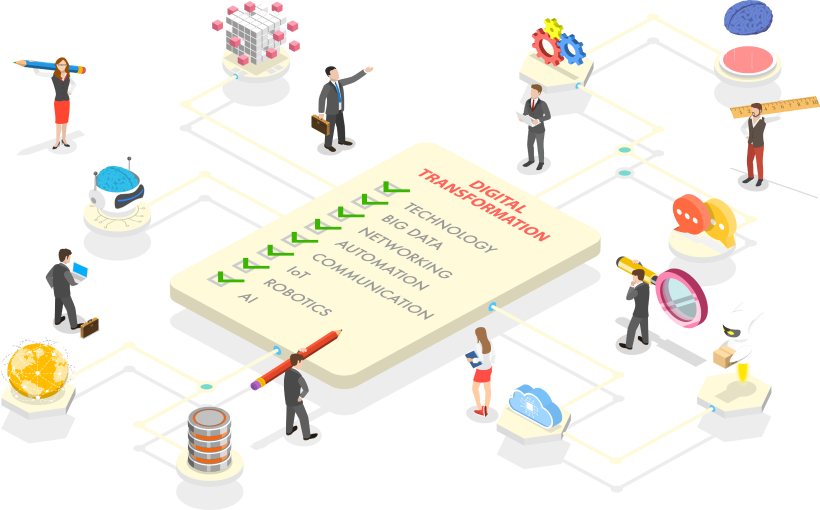 DIGITAL
TRANSFORMATION
TECHNOLOGY
BIG DATA
NETWORKING
AUTOMATION
COMMUNICATION
IoT
ROBOTICS
AI